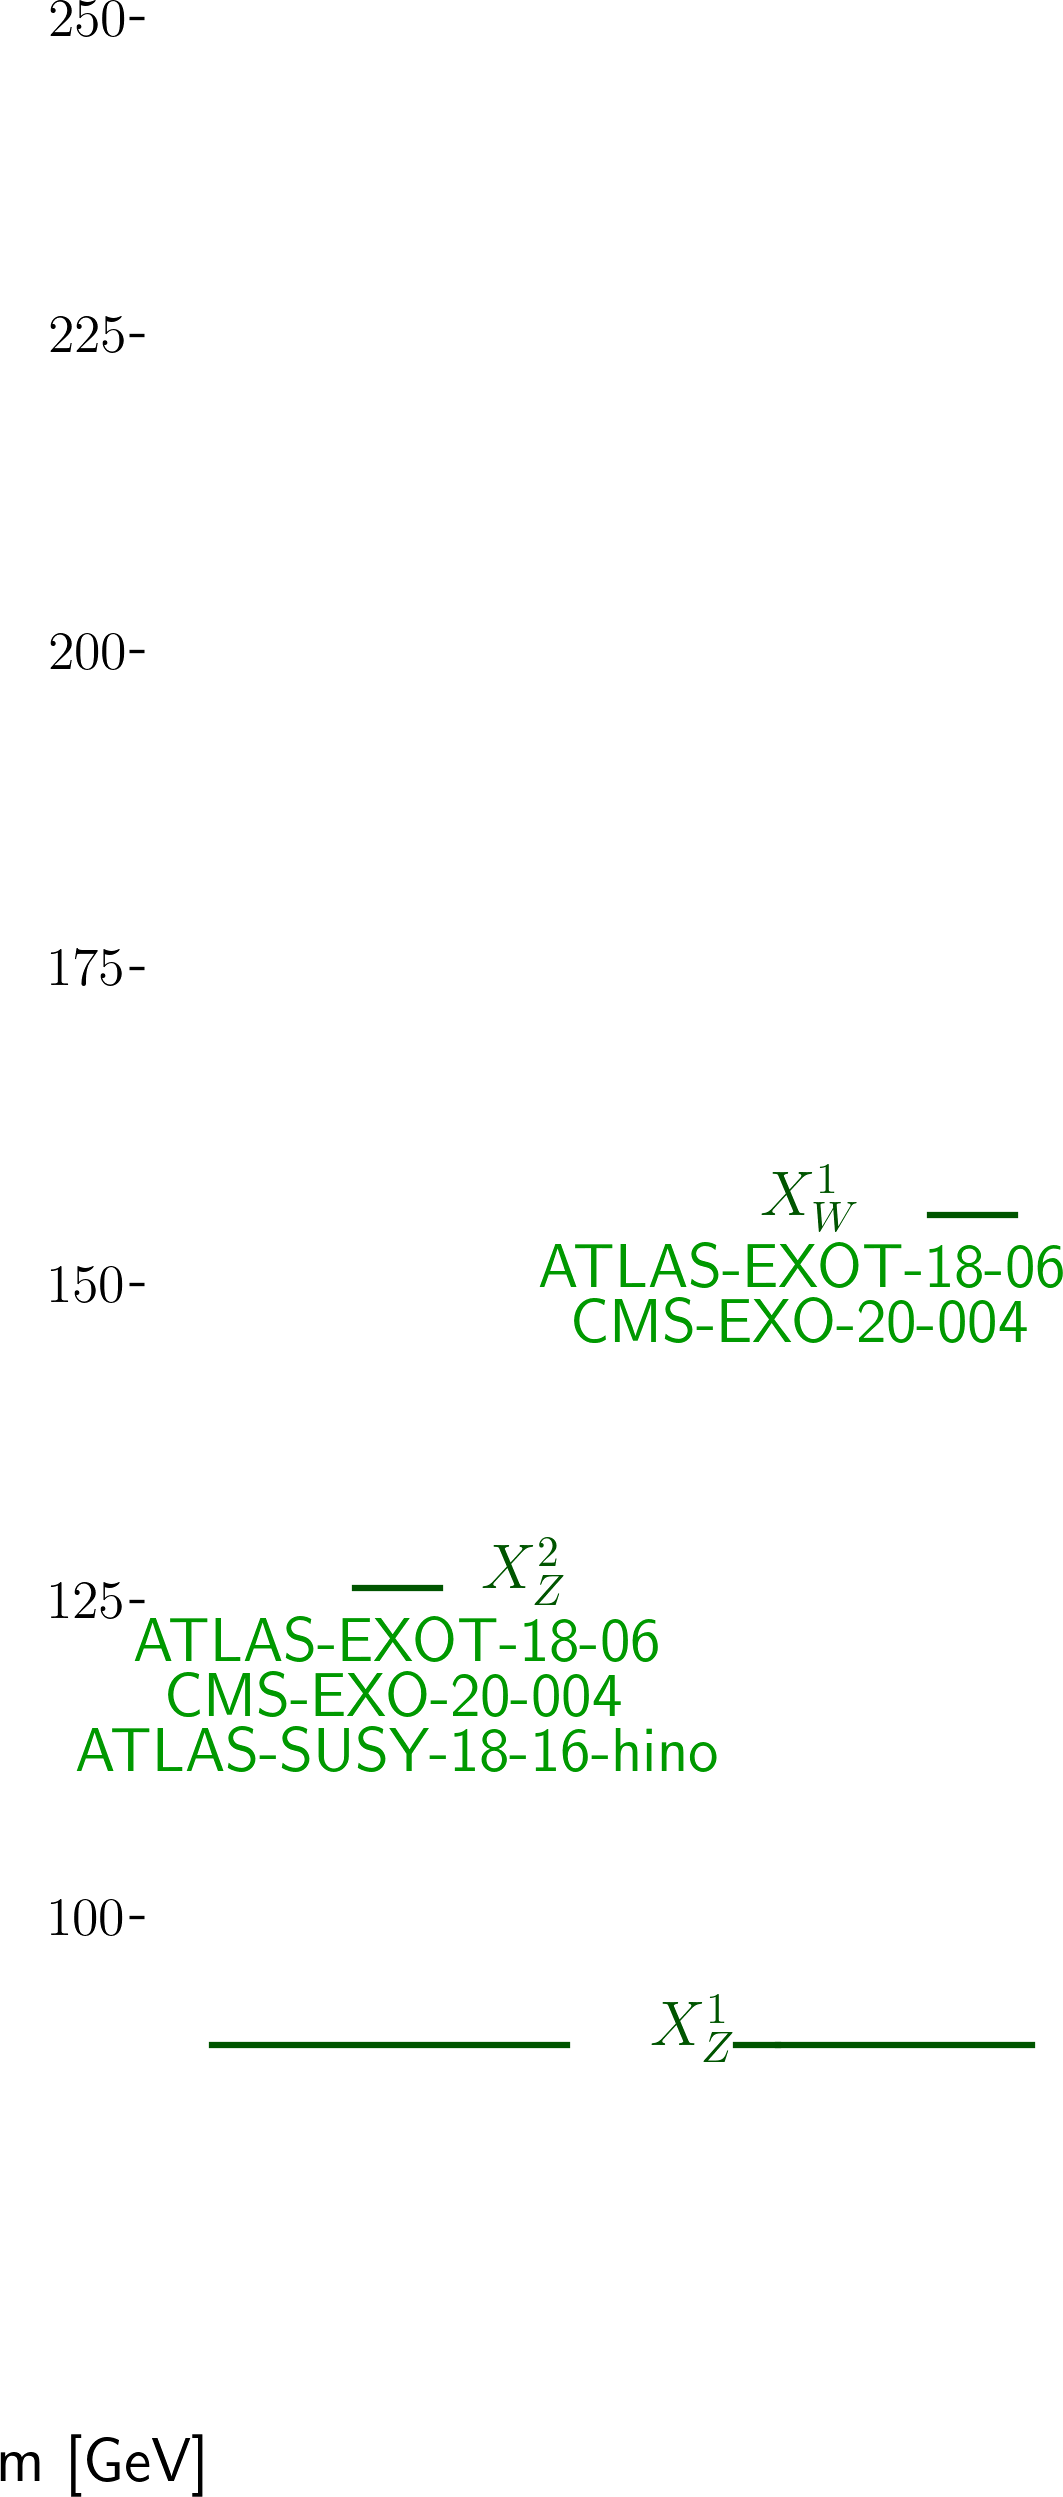 250
225
200
175
X_W^1
ATLAS-EXOT-18-06
150
CMS-EXO-20-004
X_Z^2
125
ATLAS-EXOT-18-06
CMS-EXO-20-004
ATLAS-SUSY-18-16-hino
100
X_Z^1
m [GeV]